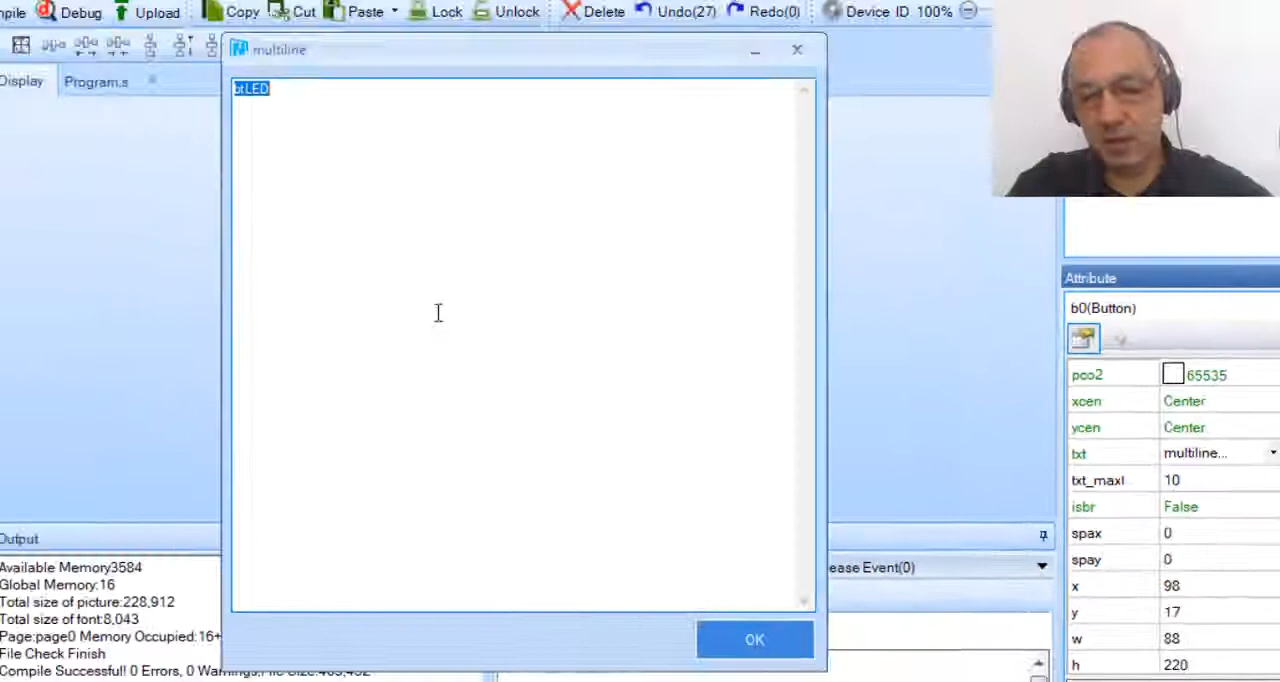 mpile Debug Upload Copy Cut Paste Lock Unlock Delete Undo(27) Redo(0) Device ID 100%
Display Program.s
multiline
btLED
OK
Attribute
b0(Button)
pco2 65535
xcen Center
ycen Center
txt multiline...
txt_maxl 10
isbr False
spax 0
spay 0
x 98
y 17
w 88
h 220
Output
Available Memory3584
Global Memory:16
Total size of picture:228,912
Total size of font:8,043
Page:page0 Memory Occupied:16+
File Check Finish
Compile Successful! 0 Errors, 0 Warnings,
ease Event(0)